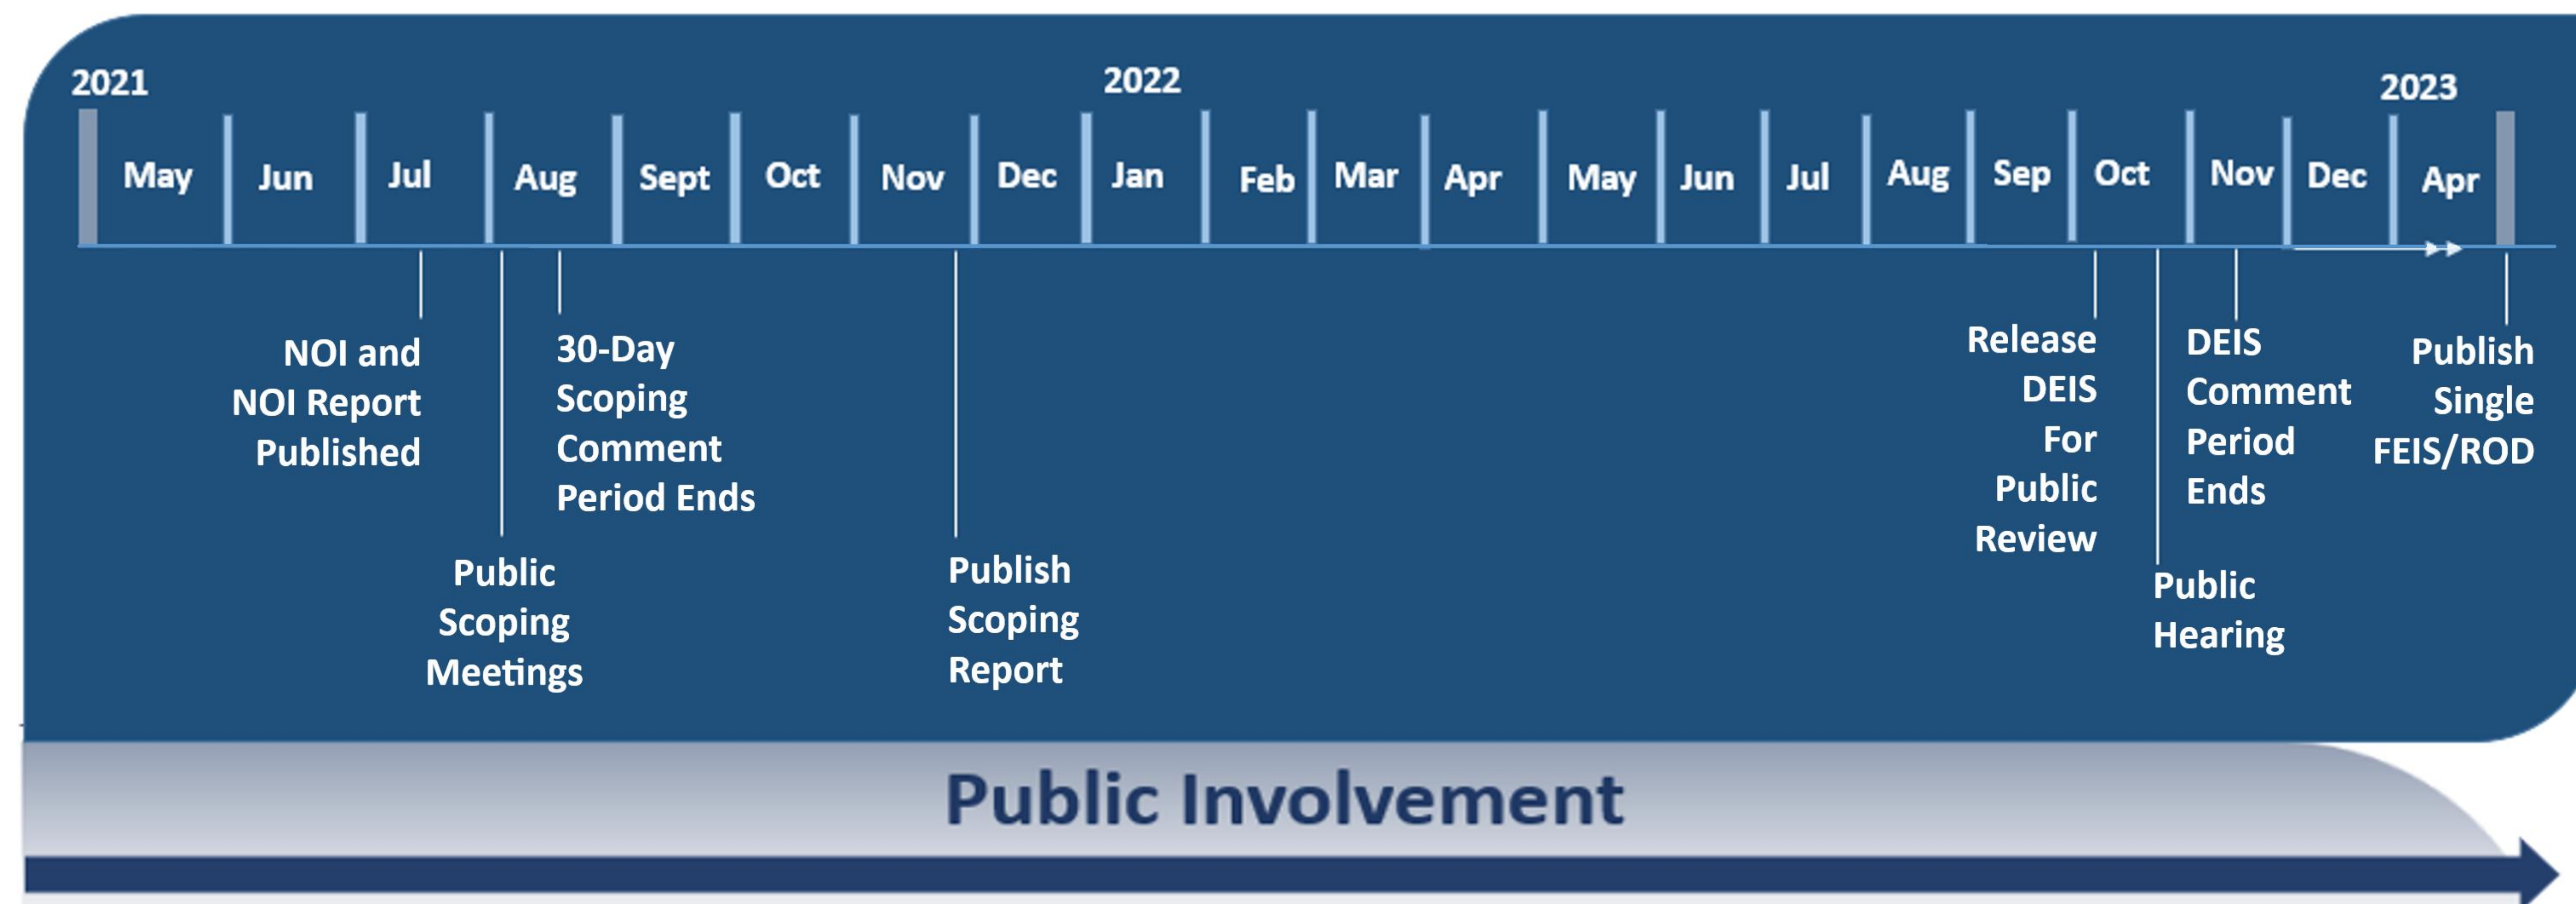 2021
2022
2023
May Jun Jul Aug Sept Oct Nov Dec Jan Feb Mar Apr May Jun Jul Aug Sep Oct Nov Dec Apr
NOI and
NOI Report
Published
Public
Scoping
Meetings
30-Day
Scoping
Comment
Period Ends
Publish
Scoping
Report
Release
DEIS
For
Public
Review
Public
Hearing
DEIS
Comment
Period
Ends
Publish
Single
FEIS/ROD
Public Involvement